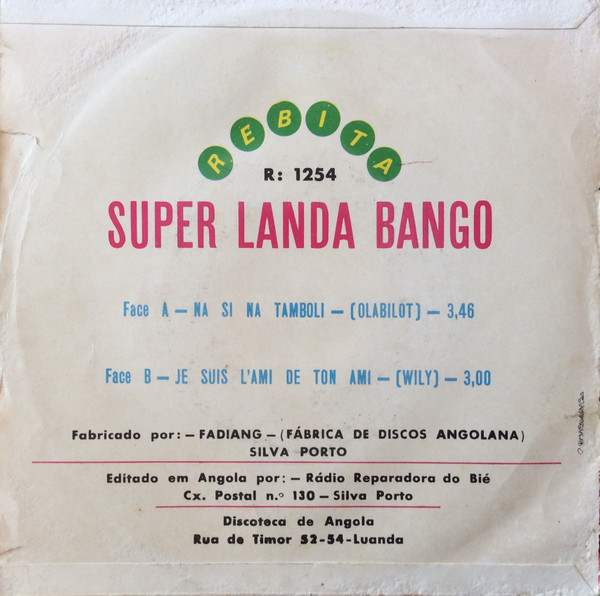 REBITA
R: 1254
SUPER LANDA BANGO
Face A – NA SI NA TAMBOLI – (OLABILOT) – 3,46
Face B – JE SUIS L'AMI DE TON AMI – (WILY) – 3,00
Fabricado por: – FADIANG – (FÁBRICA DE DISCOS ANGOLANA)
SILVA PORTO
Editado em Angola por: – Rádio Reparadora do Bié
Cx. Postal n.º 130 – Silva Porto
Discoteca de Angola
Rua de Timor 52-54-Luanda